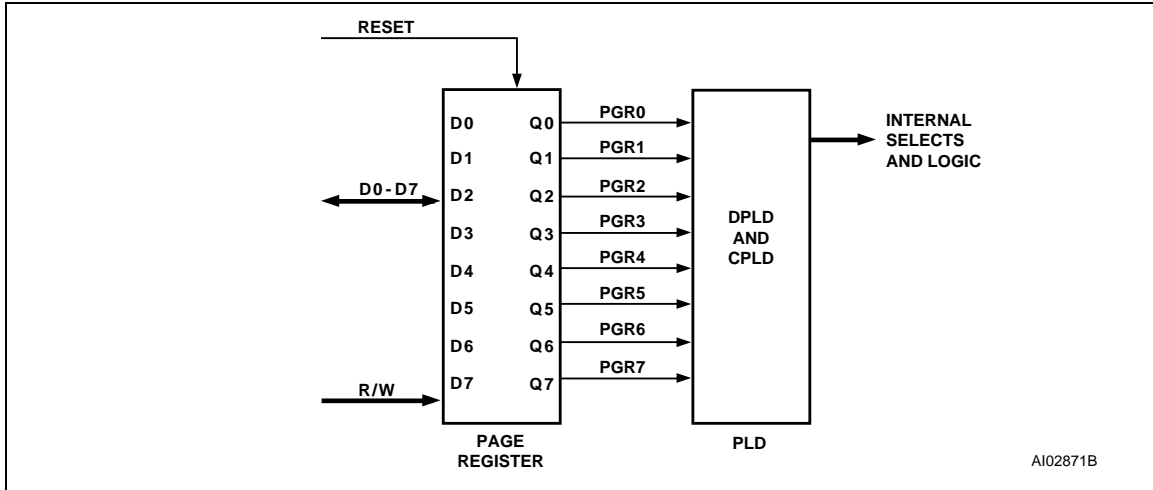 RESET
D0 Q0 PGR0
D1 Q1 PGR1
D0-D7 D2 Q2 PGR2
D3 Q3 PGR3
D4 Q4 PGR4
D5 Q5 PGR5
D6 Q6 PGR6
R/W D7 Q7 PGR7
DPLD
AND
CPLD
INTERNAL
SELECTS
AND LOGIC
PAGE
REGISTER
PLD
AI02871B